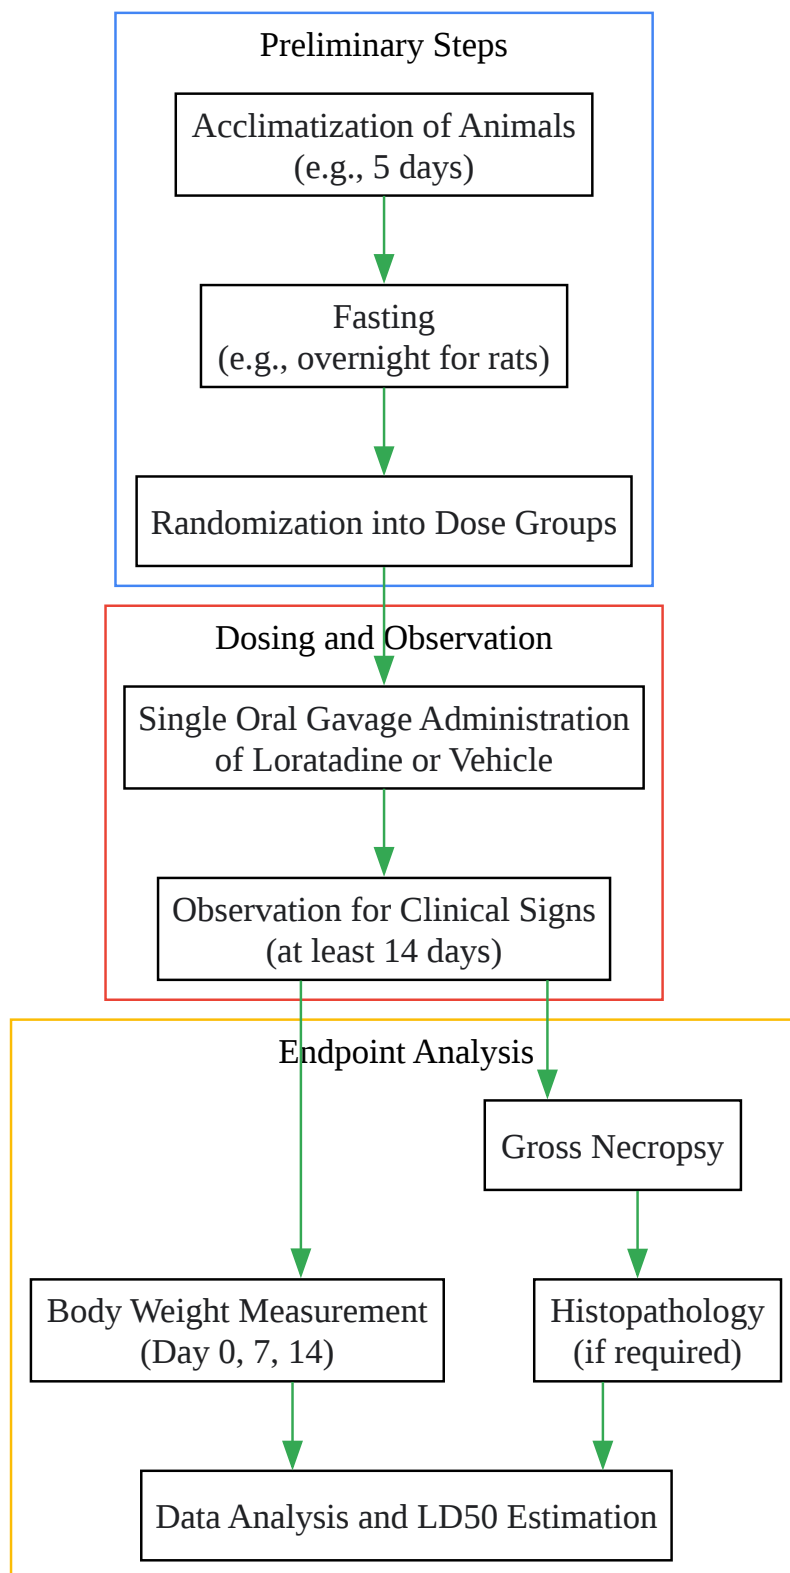 Preliminary Steps
Acclimatization of Animals
(e.g., 5 days)
Fasting
(e.g., overnight for rats)
Randomization into Dose Groups
Dosing and Observation
Single Oral Gavage Administration
of Loratadine or Vehicle
Observation for Clinical Signs
(at least 14 days)
Endpoint Analysis
Gross Necropsy
Body Weight Measurement
(Day 0, 7, 14)
Histopathology
(if required)
Data Analysis and LD50 Estimation